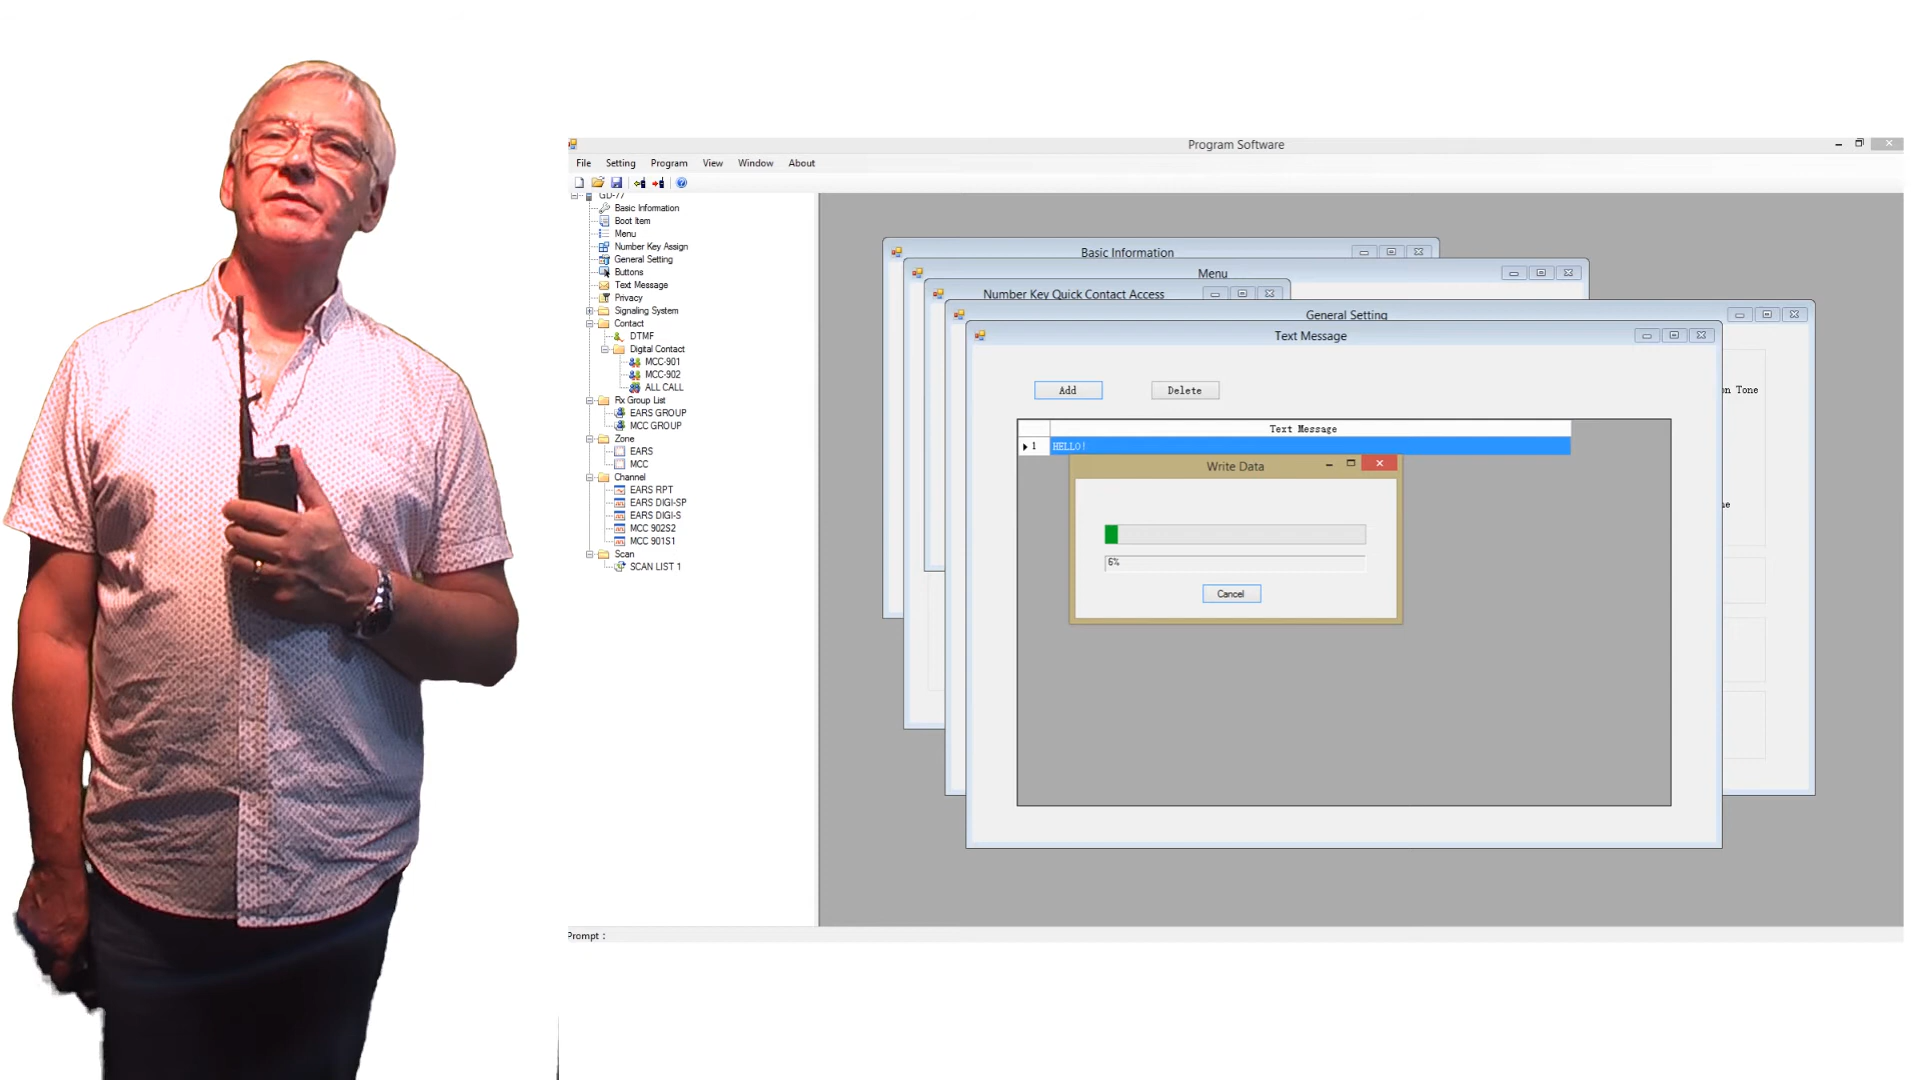 Program Software
File Setting Program View Window About
GD-77
Basic Information
Boot Item
Menu
Number Key Assign
General Setting
Buttons
Text Message
Privacy
Signaling System
Contact
DTMF
Digital Contact
MCC-901
MCC-902
ALL CALL
Rx Group List
EARS GROUP
MCC GROUP
Zone
EARS
MCC
Channel
EARS RPT
EARS DIGI-SP
EARS DIGI-S
MCC 902S2
MCC 901S1
Scan
SCAN LIST 1
Basic Information
Menu
Number Key Quick Contact Access
General Setting
Text Message
Add Delete
Tone
Text Message
1 HELLO!
Write Data
6%
Cancel
Prompt :